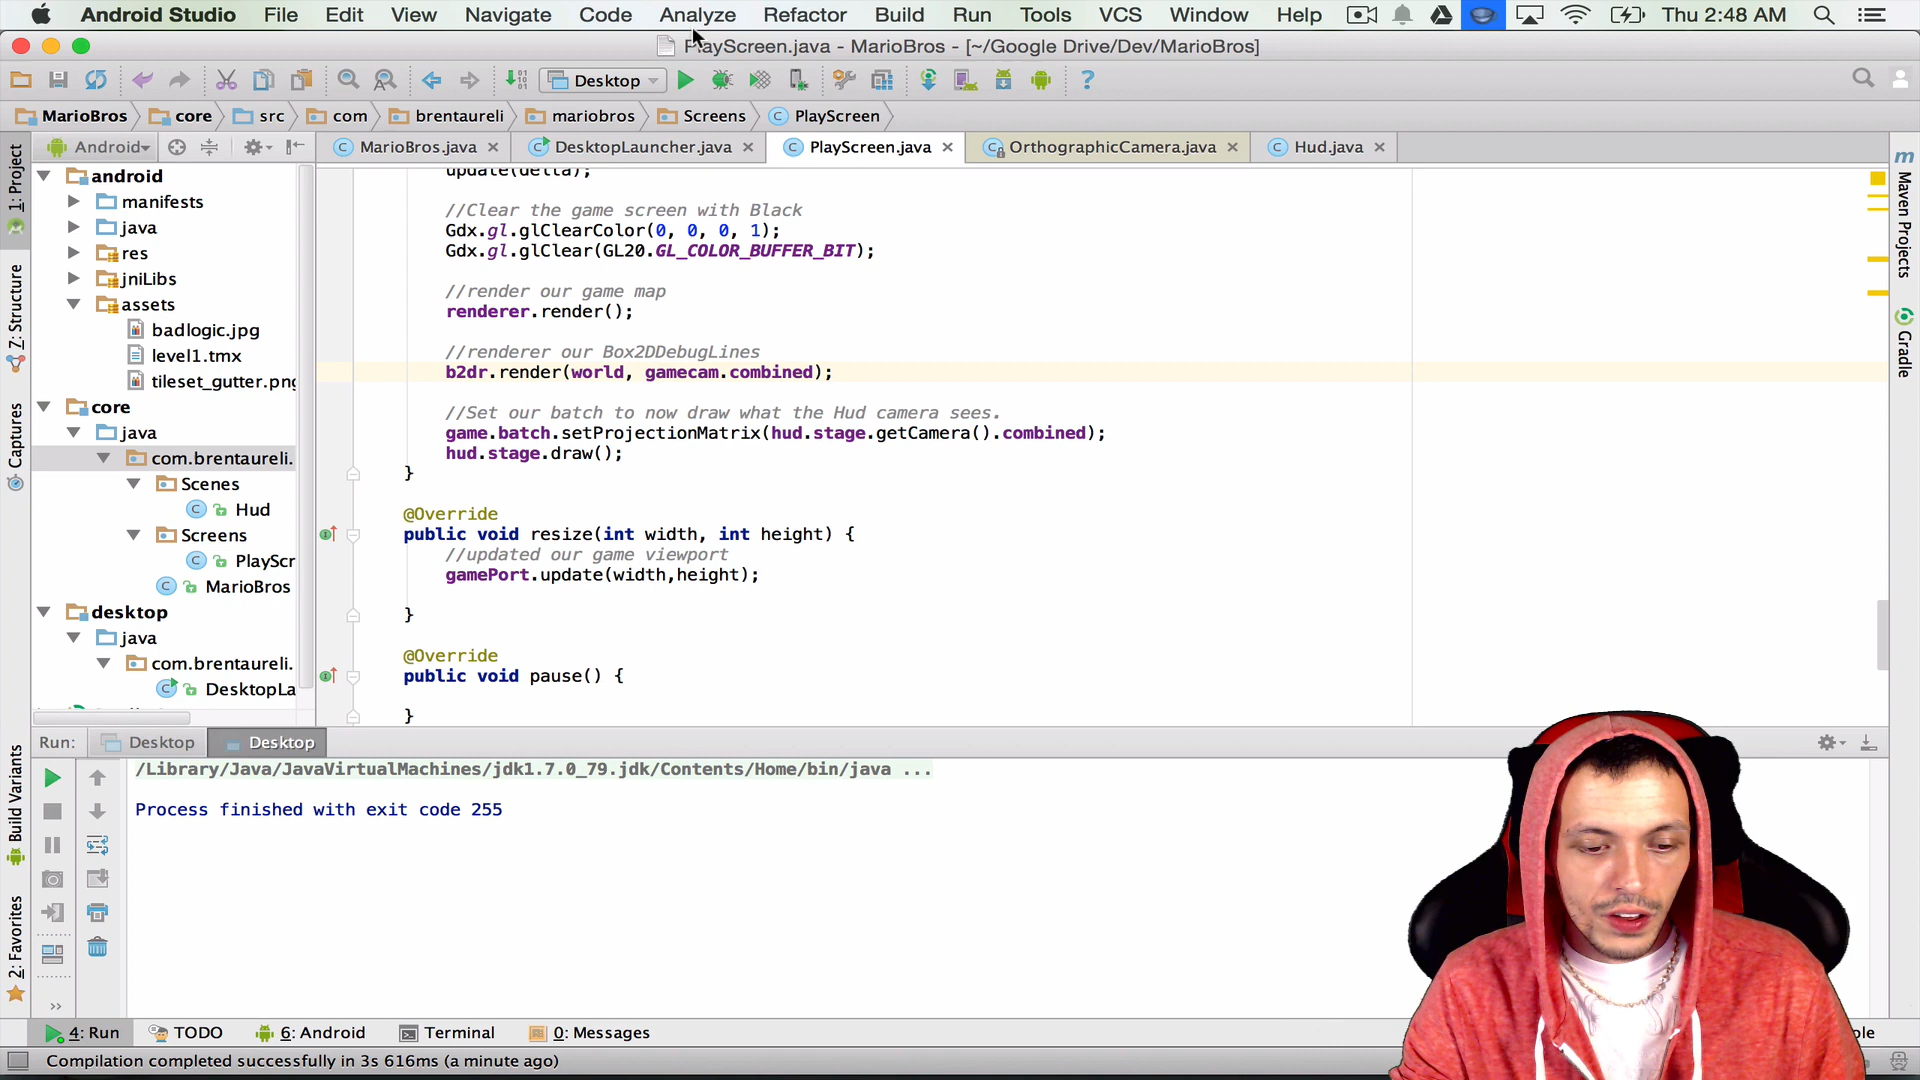 Android Studio File Edit View Navigate Code Analyze Refactor Build Run Tools VCS Window Help Thu 2:48 AM
PlayScreen.java - MarioBros - [~/Google Drive/Dev/MarioBros]
Desktop
MarioBros core src com brentaureli mariobros Screens PlayScreen
Android
MarioBros.java DesktopLauncher.java PlayScreen.java OrthographicCamera.java Hud.java
1: Project
Z: Structure
Captures
Build Variants
2: Favorites
android
manifests
java
res
jniLibs
assets
badlogic.jpg
level1.tmx
tileset_gutter.png
core
java
com.brentaureli.
Scenes
Hud
Screens
PlayScr
MarioBros
desktop
java
com.brentaureli.
DesktopLa
update(delta);
//Clear the game screen with Black
Gdx.gl.glClearColor(0, 0, 0, 1);
Gdx.gl.glClear(GL20.GL_COLOR_BUFFER_BIT);
//render our game map
renderer.render();
//renderer our Box2DDebugLines
b2dr.render(world, gamecam.combined);
//Set our batch to now draw what the Hud camera sees.
game.batch.setProjectionMatrix(hud.stage.getCamera().combined);
hud.stage.draw();
}
@Override
public void resize(int width, int height) {
//updated our game viewport
gamePort.update(width,height);
}
@Override
public void pause() {
}
Maven Projects
Gradle
Run: Desktop Desktop
/Library/Java/JavaVirtualMachines/jdk1.7.0_79.jdk/Contents/Home/bin/java ...
Process finished with exit code 255
4: Run TODO 6: Android Terminal 0: Messages
Compilation completed successfully in 3s 616ms (a minute ago)